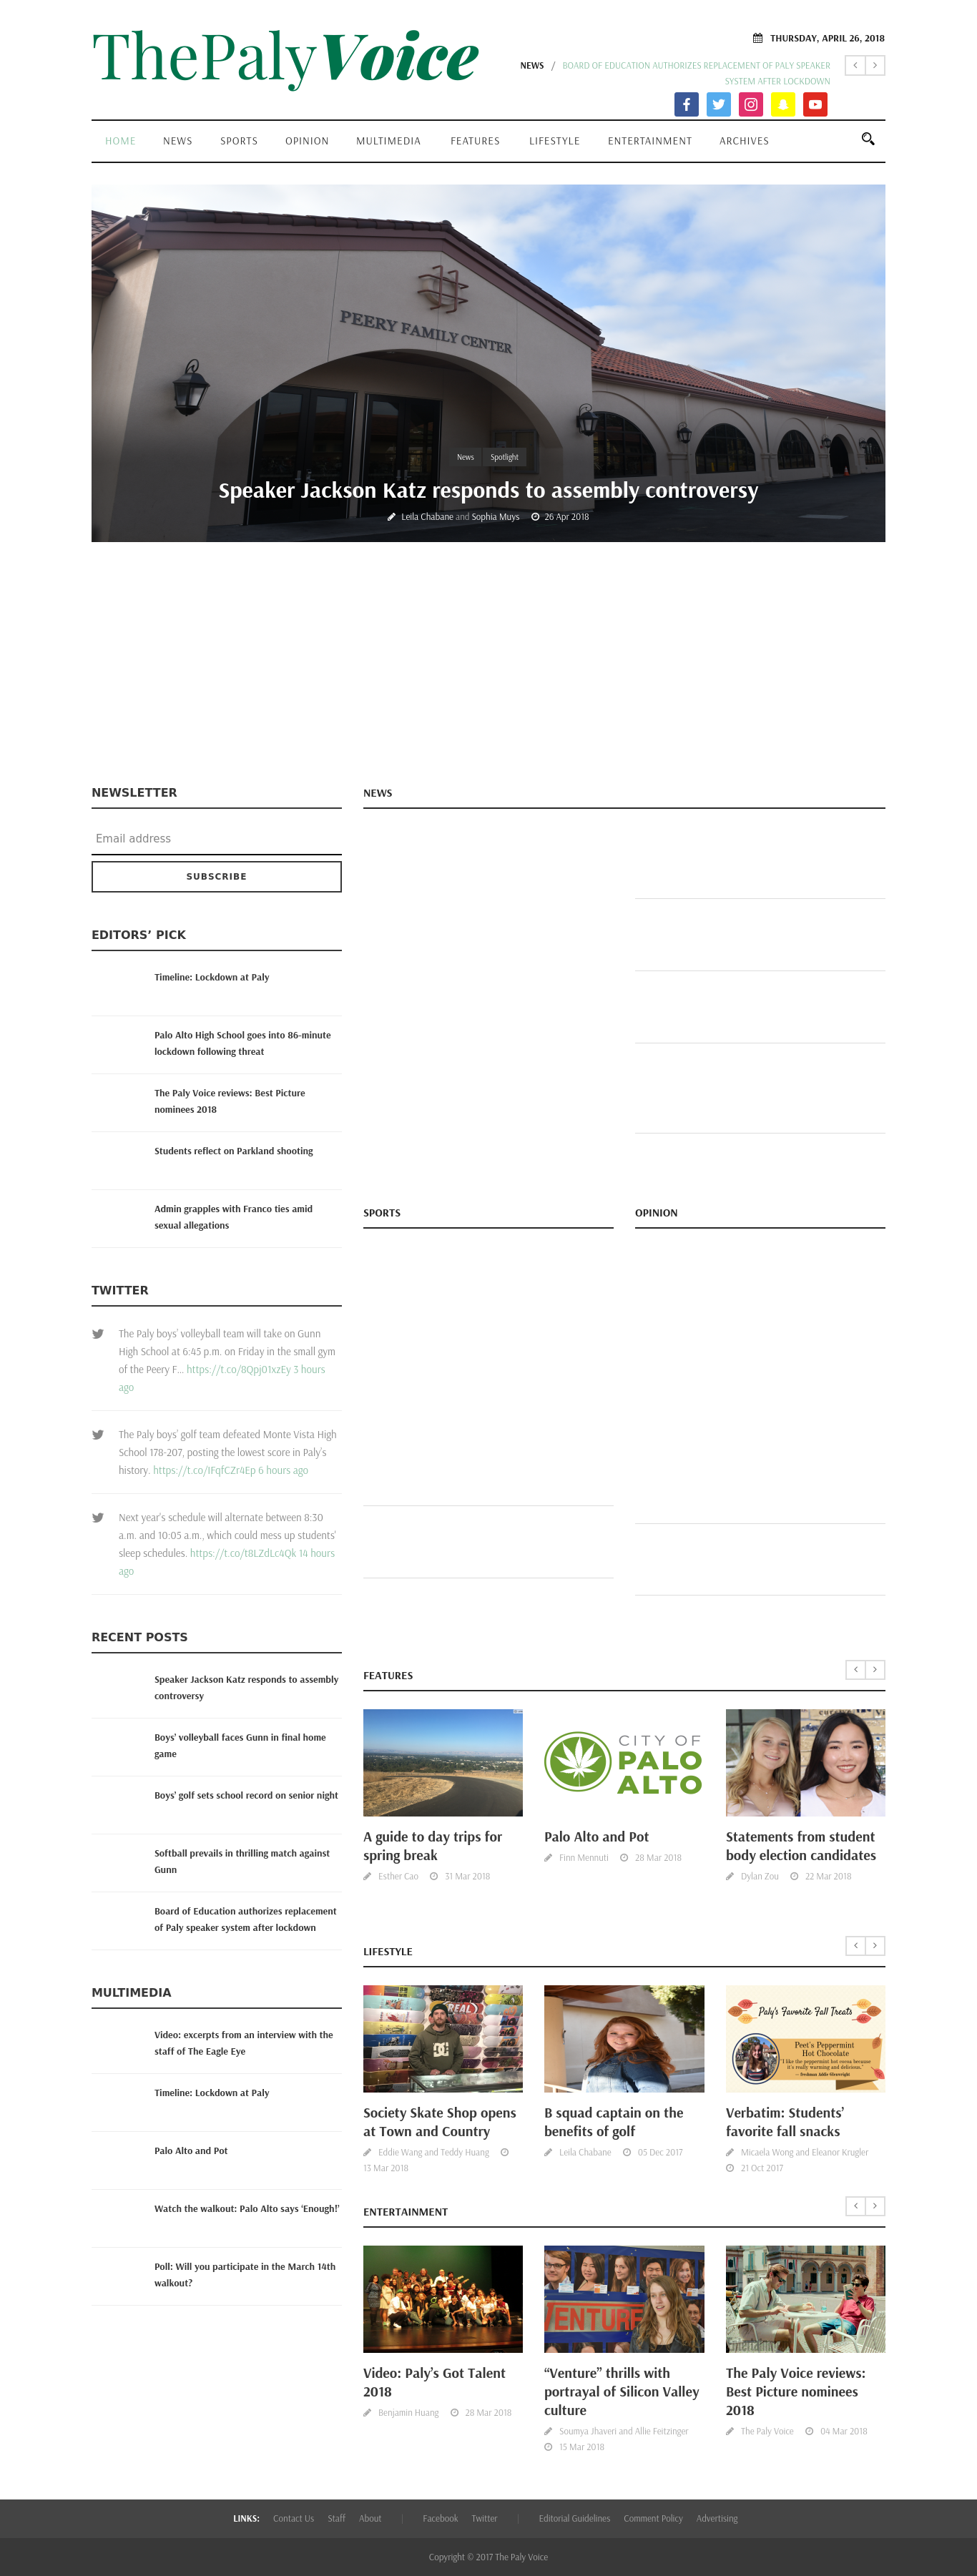 ThePalyVoice
THURSDAY, APRIL 26, 2018
NEWS / BOARD OF EDUCATION AUTHORIZES REPLACEMENT OF PALY SPEAKER
SYSTEM AFTER LOCKDOWN
HOME NEWS SPORTS OPINION MULTIMEDIA FEATURES LIFESTYLE ENTERTAINMENT ARCHIVES
PEERY FAMILY CENTER
News Spotlight
Speaker Jackson Katz responds to assembly controversy
Leila Chabane and Sophia Muys 26 Apr 2018
NEWSLETTER
Email address
SUBSCRIBE
EDITORS’ PICK
Timeline: Lockdown at Paly
Palo Alto High School goes into 86-minute
lockdown following threat
The Paly Voice reviews: Best Picture
nominees 2018
Students reflect on Parkland shooting
Admin grapples with Franco ties amid
sexual allegations
TWITTER
The Paly boys' volleyball team will take on Gunn
High School at 6:45 p.m. on Friday in the small gym
of the Peery F... https://t.co/8Qpj01xzEy 3 hours
ago
The Paly boys' golf team defeated Monte Vista High
School 178-207, posting the lowest score in Paly's
history. https://t.co/IFqfCZr4Ep 6 hours ago
Next year's schedule will alternate between 8:30
a.m. and 10:05 a.m., which could mess up students'
sleep schedules. https://t.co/t8LZdLc4Qk 14 hours
ago
RECENT POSTS
Speaker Jackson Katz responds to assembly
controversy
Boys’ volleyball faces Gunn in final home
game
Boys’ golf sets school record on senior night
Softball prevails in thrilling match against
Gunn
Board of Education authorizes replacement
of Paly speaker system after lockdown
MULTIMEDIA
Video: excerpts from an interview with the
staff of The Eagle Eye
Timeline: Lockdown at Paly
Palo Alto and Pot
Watch the walkout: Palo Alto says ‘Enough!’
Poll: Will you participate in the March 14th
walkout?
NEWS
SPORTS
OPINION
FEATURES
CITY OF
PALO
ALTO
A guide to day trips for
spring break
Esther Cao 31 Mar 2018
Palo Alto and Pot
Finn Mennuti 28 Mar 2018
Statements from student
body election candidates
Dylan Zou 22 Mar 2018
LIFESTYLE
REAL
DC
Paly's Favorite Fall Treats
Peet's Peppermint
Hot Chocolate
Society Skate Shop opens
at Town and Country
Eddie Wang and Teddy Huang
13 Mar 2018
B squad captain on the
benefits of golf
Leila Chabane 05 Dec 2017
Verbatim: Students’
favorite fall snacks
Micaela Wong and Eleanor Krugler
21 Oct 2017
ENTERTAINMENT
VENTURE
Video: Paly’s Got Talent
2018
Benjamin Huang 28 Mar 2018
“Venture” thrills with
portrayal of Silicon Valley
culture
Soumya Jhaveri and Allie Feitzinger
15 Mar 2018
The Paly Voice reviews:
Best Picture nominees
2018
The Paly Voice 04 Mar 2018
LINKS: Contact Us Staff About | Facebook Twitter | Editorial Guidelines Comment Policy Advertising
Copyright © 2017 The Paly Voice